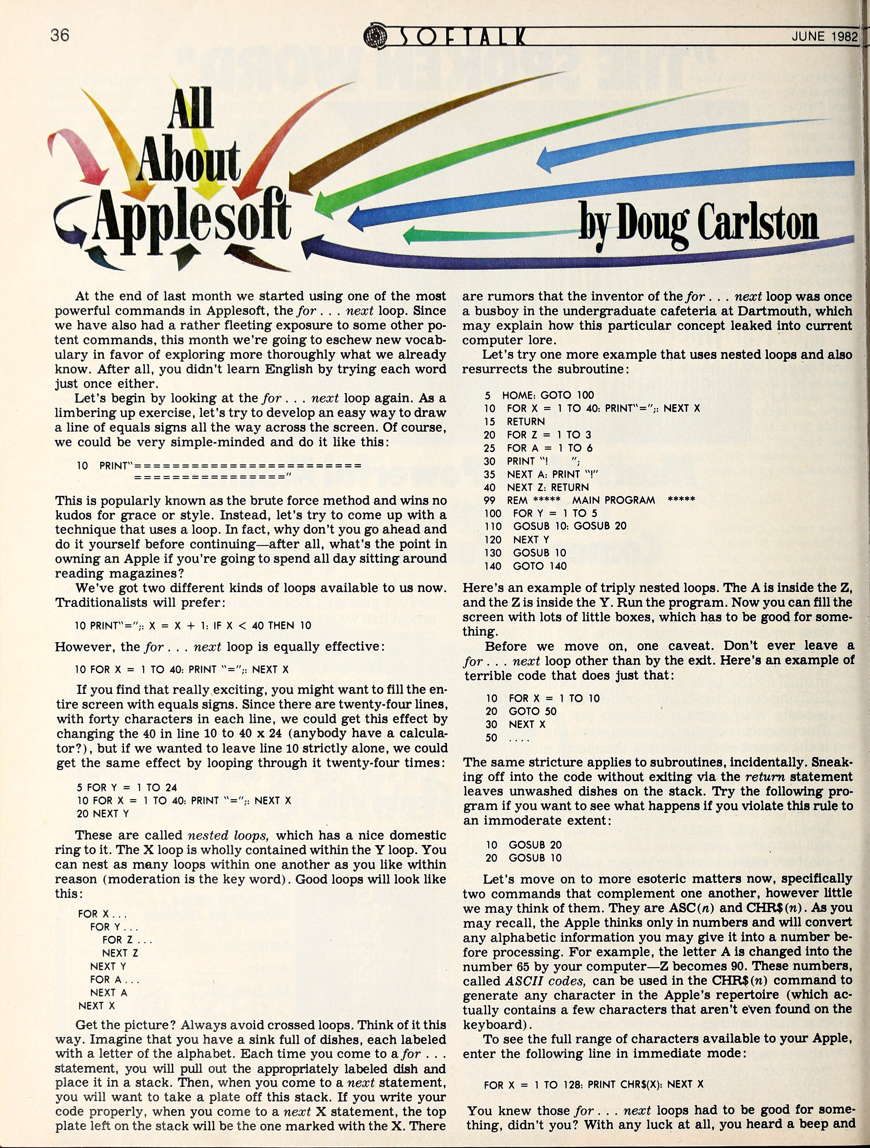 36
SOFTALK
JUNE 1982
All
About
Applesoft
by Doug Carlston
At the end of last month we started using one of the most
powerful commands in Applesoft, the for . . . next loop. Since
we have also had a rather fleeting exposure to some other po-
tent commands, this month we're going to eschew new vocab-
ulary in favor of exploring more thoroughly what we already
know. After all, you didn't learn English by trying each word
just once either.
Let's begin by looking at the for . . . next loop again. As a
limbering up exercise, let's try to develop an easy way to draw
a line of equals signs all the way across the screen. Of course,
we could be very simple-minded and do it like this:
10 PRINT"========================
================"
This is popularly known as the brute force method and wins no
kudos for grace or style. Instead, let's try to come up with a
technique that uses a loop. In fact, why don't you go ahead and
do it yourself before continuing—after all, what's the point in
owning an Apple if you're going to spend all day sitting around
reading magazines?
We've got two different kinds of loops available to us now.
Traditionalists will prefer:
10 PRINT"=";: X = X + 1: IF X < 40 THEN 10
However, the for . . . next loop is equally effective:
10 FOR X = 1 TO 40: PRINT "=";: NEXT X
If you find that really exciting, you might want to fill the en-
tire screen with equals signs. Since there are twenty-four lines,
with forty characters in each line, we could get this effect by
changing the 40 in line 10 to 40 x 24 (anybody have a calcula-
tor?), but if we wanted to leave line 10 strictly alone, we could
get the same effect by looping through it twenty-four times:
5 FOR Y = 1 TO 24
10 FOR X = 1 TO 40: PRINT "=";: NEXT X
20 NEXT Y
These are called nested loops, which has a nice domestic
ring to it. The X loop is wholly contained within the Y loop. You
can nest as many loops within one another as you like within
reason (moderation is the key word). Good loops will look like
this:
FOR X . . .
FOR Y . . .
FOR Z . . .
NEXT Z
NEXT Y
FOR A . . .
NEXT A
NEXT X
Get the picture? Always avoid crossed loops. Think of it this
way. Imagine that you have a sink full of dishes, each labeled
with a letter of the alphabet. Each time you come to a for . . .
statement, you will pull out the appropriately labeled dish and
place it in a stack. Then, when you come to a next statement,
you will want to take a plate off this stack. If you write your
code properly, when you come to a next X statement, the top
plate left on the stack will be the one marked with the X. There
are rumors that the inventor of the for . . . next loop was once
a busboy in the undergraduate cafeteria at Dartmouth, which
may explain how this particular concept leaked into current
computer lore.
Let's try one more example that uses nested loops and also
resurrects the subroutine:
5 HOME: GOTO 100
10 FOR X = 1 TO 40: PRINT"=";: NEXT X
15 RETURN
20 FOR Z = 1 TO 3
25 FOR A = 1 TO 6
30 PRINT "!     ";
35 NEXT A: PRINT "!"
40 NEXT Z: RETURN
99 REM ***** MAIN PROGRAM *****
100 FOR Y = 1 TO 5
110 GOSUB 10: GOSUB 20
120 NEXT Y
130 GOSUB 10
140 GOTO 140
Here's an example of triply nested loops. The A is inside the Z,
and the Z is inside the Y. Run the program. Now you can fill the
screen with lots of little boxes, which has to be good for some-
thing.
Before we move on, one caveat. Don't ever leave a
for . . . next loop other than by the exit. Here's an example of
terrible code that does just that:
10 FOR X = 1 TO 10
20 GOTO 50
30 NEXT X
50 . . . .
The same stricture applies to subroutines, incidentally. Sneak-
ing off into the code without exiting via the return statement
leaves unwashed dishes on the stack. Try the following pro-
gram if you want to see what happens if you violate this rule to
an immoderate extent:
10 GOSUB 20
20 GOSUB 10
Let's move on to more esoteric matters now, specifically
two commands that complement one another, however little
we may think of them. They are ASC(n) and CHR$(n). As you
may recall, the Apple thinks only in numbers and will convert
any alphabetic information you may give it into a number be-
fore processing. For example, the letter A is changed into the
number 65 by your computer—Z becomes 90. These numbers,
called ASCII codes, can be used in the CHR$(n) command to
generate any character in the Apple's repertoire (which ac-
tually contains a few characters that aren't even found on the
keyboard).
To see the full range of characters available to your Apple,
enter the following line in immediate mode:
FOR X = 1 TO 128: PRINT CHR$(X): NEXT X
You knew those for . . . next loops had to be good for some-
thing, didn't you? With any luck at all, you heard a beep and